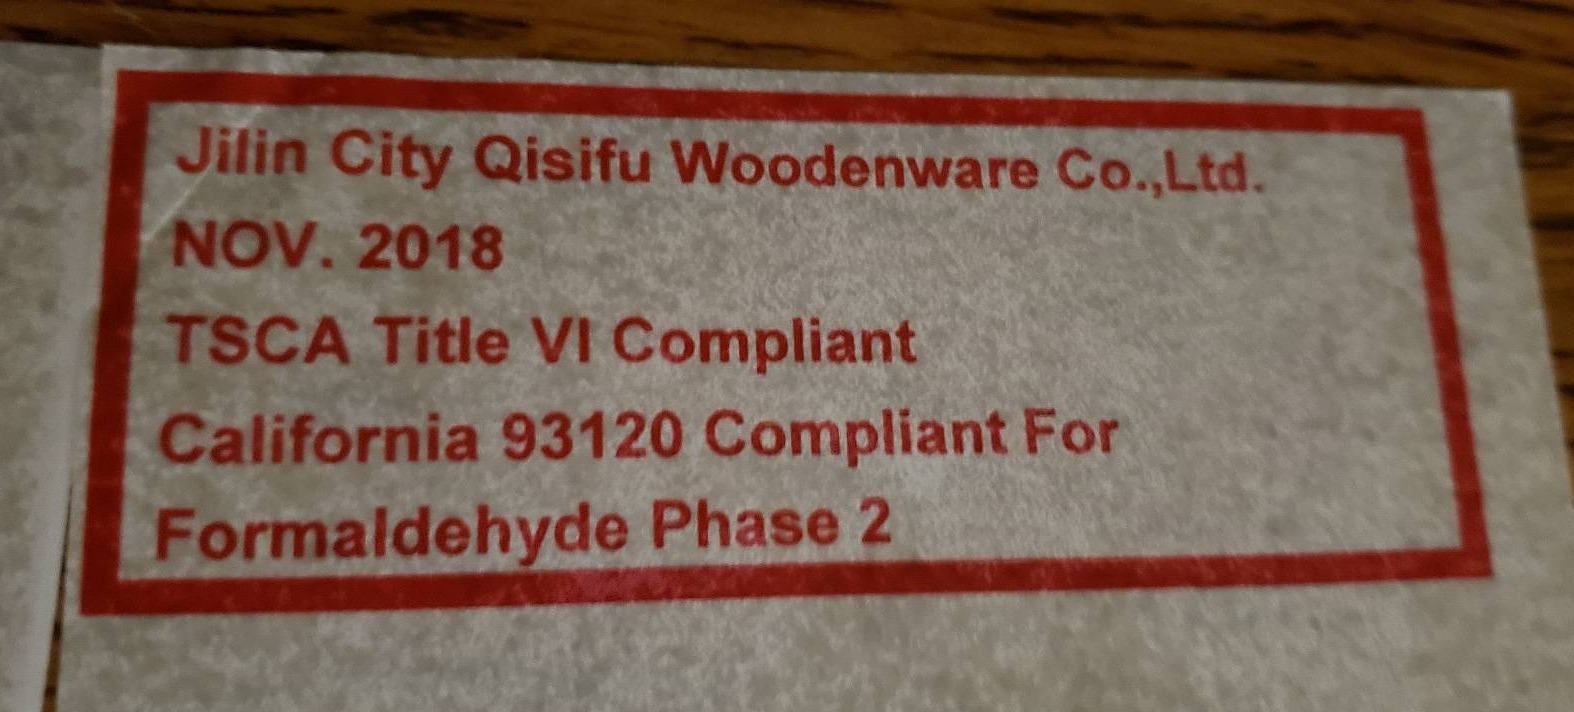 Jilin City Qisifu Woodenware Co.,Ltd.
NOV. 2018
TSCA Title VI Compliant
California 93120 Compliant For
Formaldehyde Phase 2